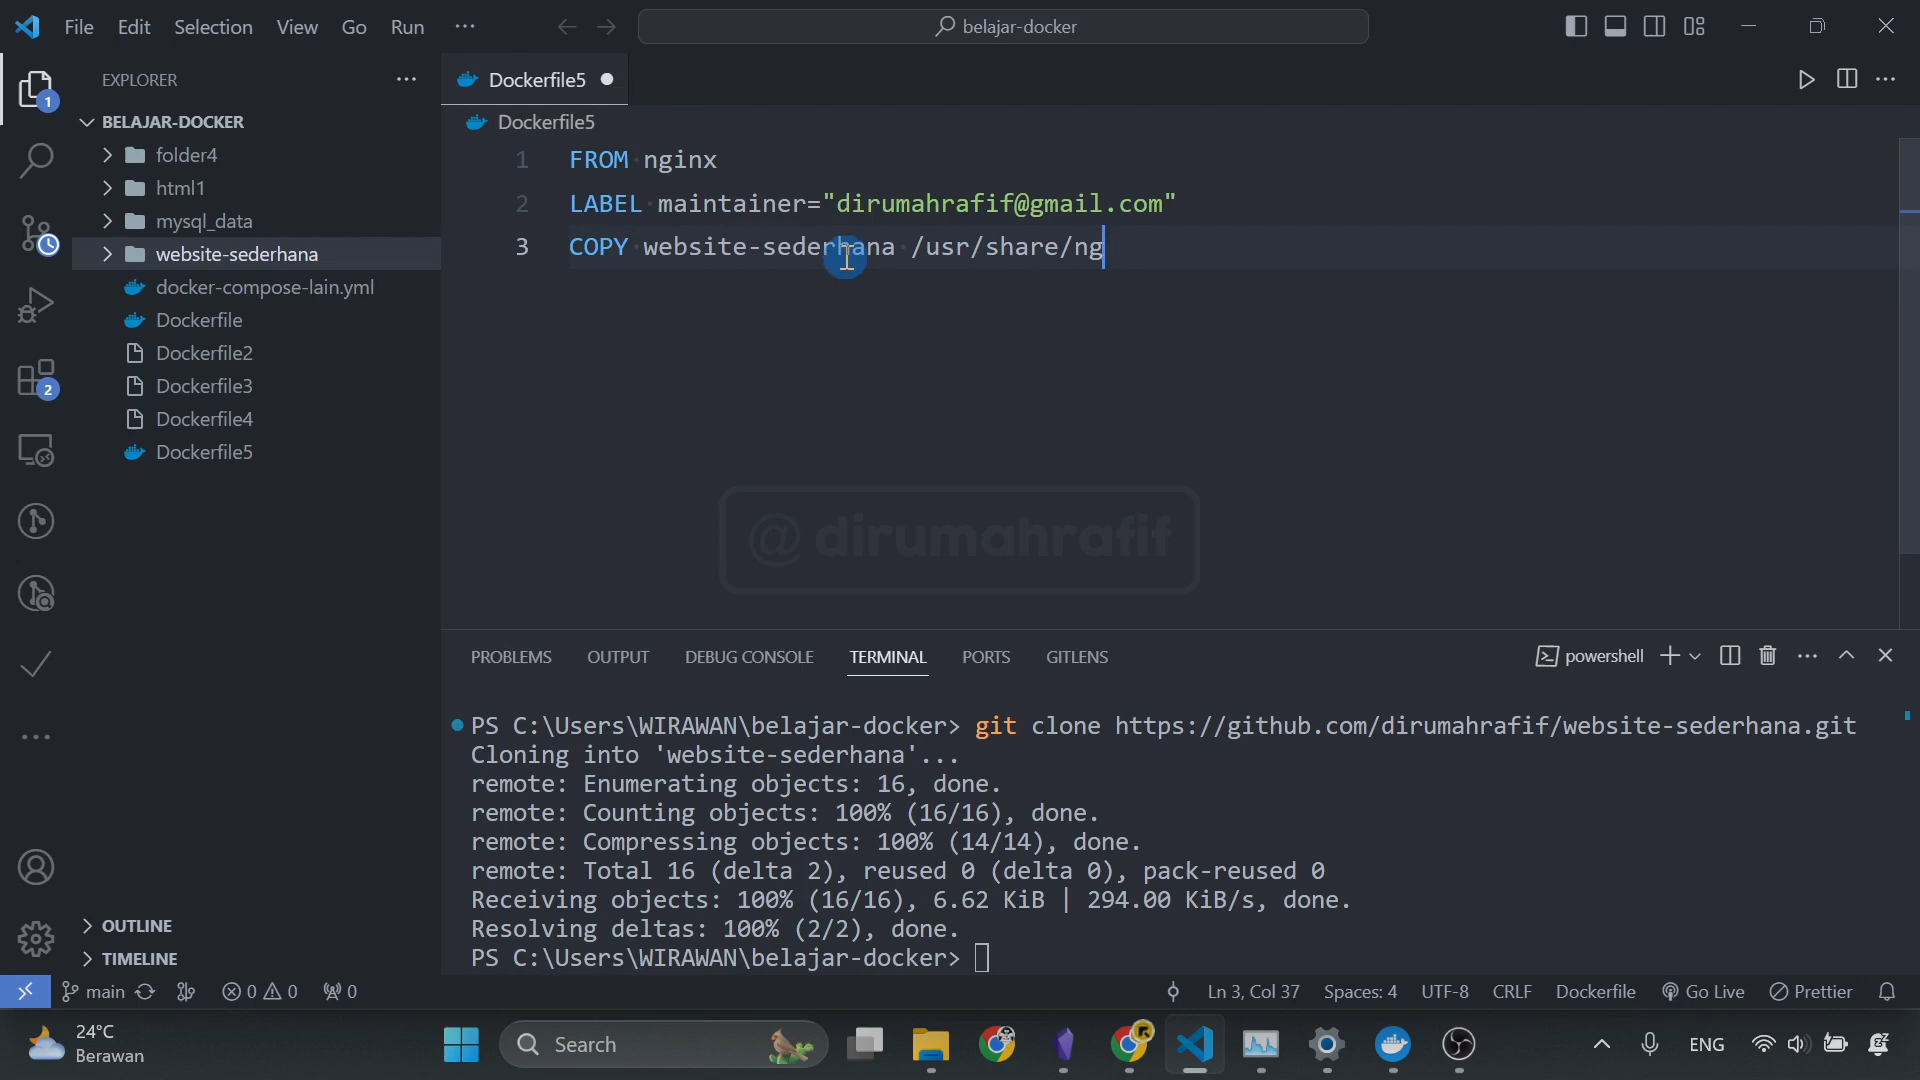 File Edit Selection View Go Run ···
belajar-docker
EXPLORER
BELAJAR-DOCKER
folder4
html1
mysql_data
website-sederhana
docker-compose-lain.yml
Dockerfile
Dockerfile2
Dockerfile3
Dockerfile4
Dockerfile5
OUTLINE
TIMELINE
1
2
Dockerfile5
Dockerfile5
1 FROM nginx
2 LABEL maintainer="dirumahrafif@gmail.com"
3 COPY website-sederhana /usr/share/ng
@dirumahrafif
PROBLEMS OUTPUT DEBUG CONSOLE TERMINAL PORTS GITLENS
powershell
PS C:\Users\WIRAWAN\belajar-docker> git clone https://github.com/dirumahrafif/website-sederhana.git
Cloning into 'website-sederhana'...
remote: Enumerating objects: 16, done.
remote: Counting objects: 100% (16/16), done.
remote: Compressing objects: 100% (14/14), done.
remote: Total 16 (delta 2), reused 0 (delta 0), pack-reused 0
Receiving objects: 100% (16/16), 6.62 KiB | 294.00 KiB/s, done.
Resolving deltas: 100% (2/2), done.
PS C:\Users\WIRAWAN\belajar-docker>
main 0 0 0 Ln 3, Col 37 Spaces: 4 UTF-8 CRLF Dockerfile Go Live Prettier
24°C
Berawan
Search
ENG